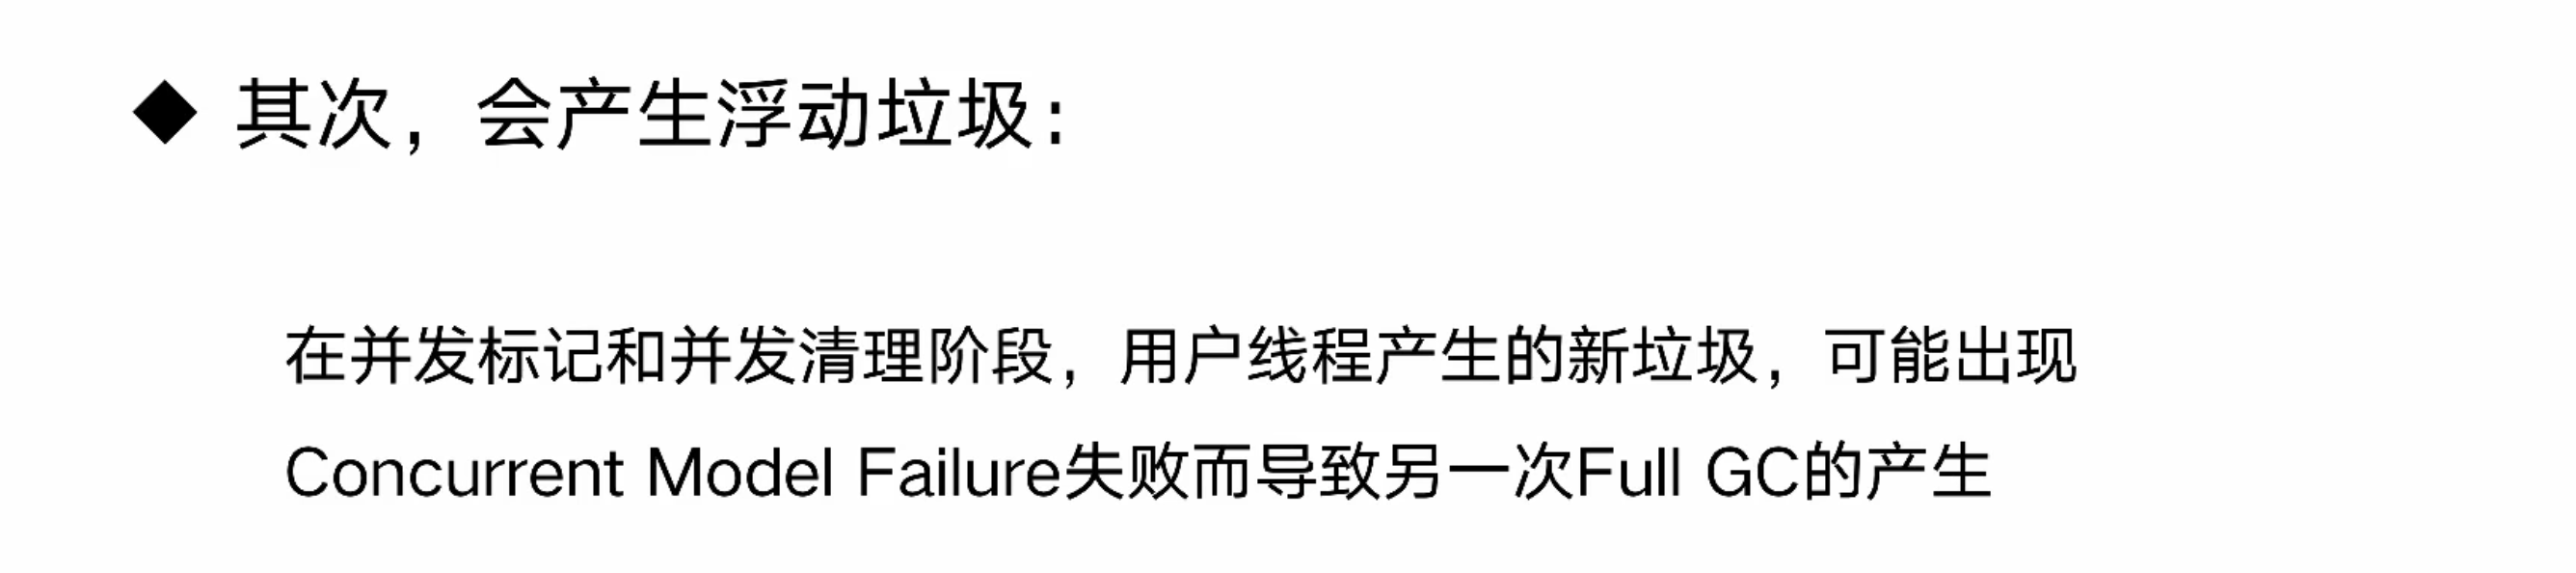 ◆ 其次，会产生浮动垃圾：
在并发标记和并发清理阶段，用户线程产生的新垃圾，可能出现
Concurrent Model Failure失败而导致另一次Full GC的产生